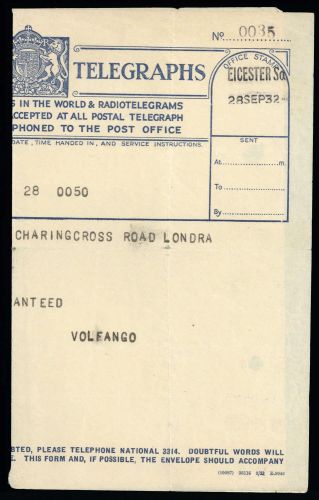 No. 0035
OFFICE STAMP
TELEGRAPHS
EICESTER SQ
28SEP32
S IN THE WORLD & RADIOTELEGRAMS
ACCEPTED AT ALL POSTAL TELEGRAPH
PHONED TO THE POST OFFICE
DATE, TIME HANDED IN, AND SERVICE INSTRUCTIONS.
SENT
At m.
To
By
28 0050
CHARINGCROSS ROAD LONDRA
ANTEED
VOLFANGO
BTED, PLEASE TELEPHONE NATIONAL 3214. DOUBTFUL WORDS WILL
E. THIS FORM AND, IF POSSIBLE, THE ENVELOPE SHOULD ACCOMPANY